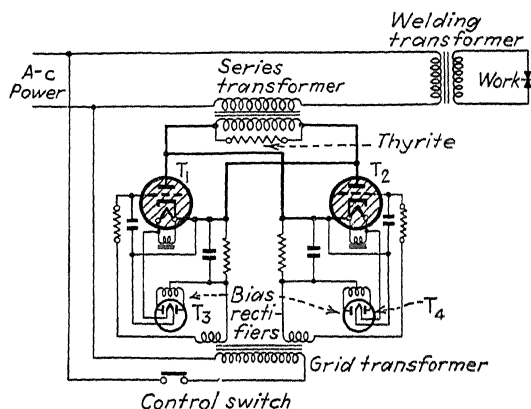 Welding
transformer
A-c
Power
Series
transformer
Work
Thyrite
T1
T2
T3
Bias
recti-
fiers
T4
Grid transformer
Control switch